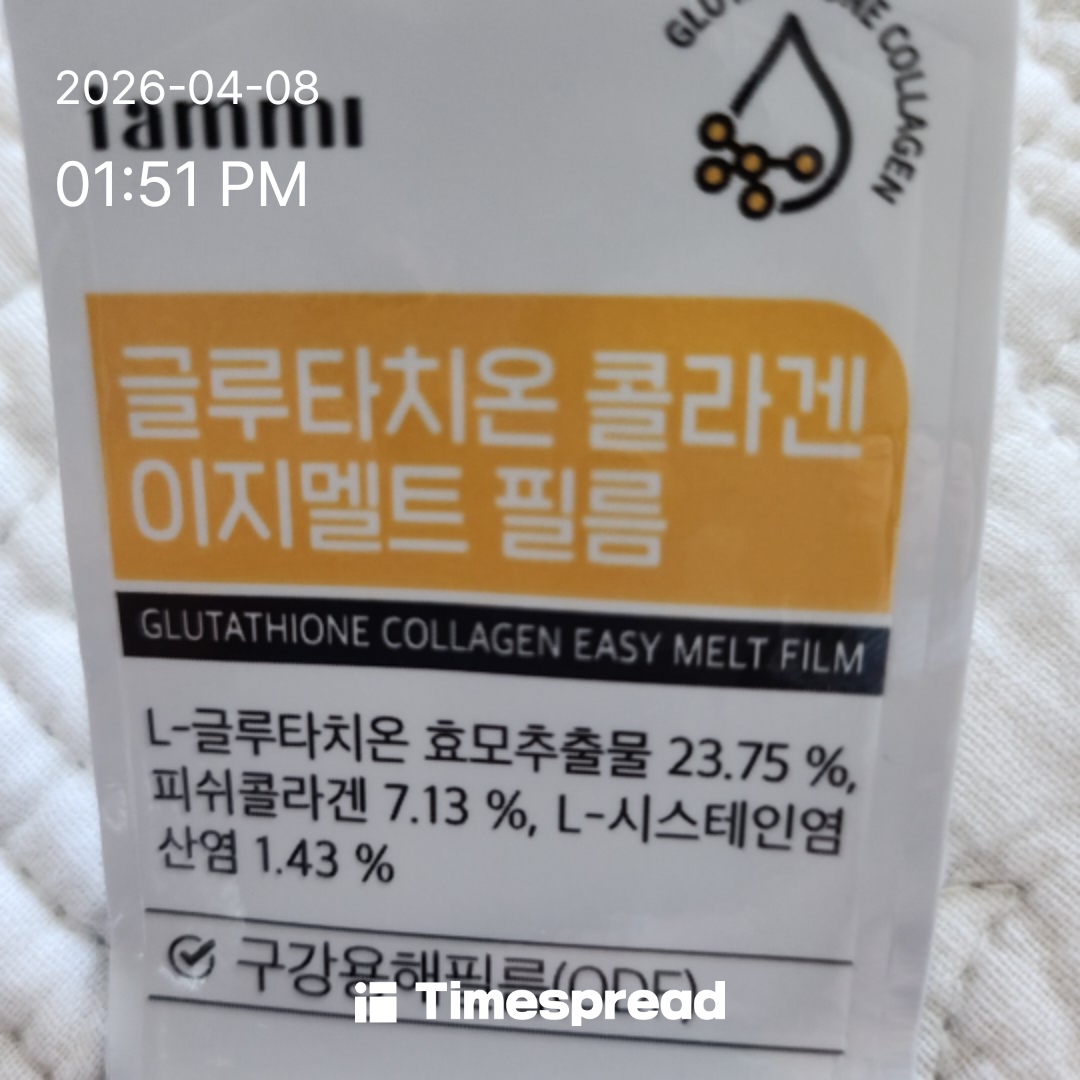 2026-04-08
01:51 PM
GLUTATHIONE COLLAGEN
글루타치온 콜라겐
이지멜트 필름
GLUTATHIONE COLLAGEN EASY MELT FILM
L-글루타치온 효모추출물 23.75 %,
피쉬콜라겐 7.13 %, L-시스테인염
산염 1.43 %
구강용해필름(ODF)
Timespread